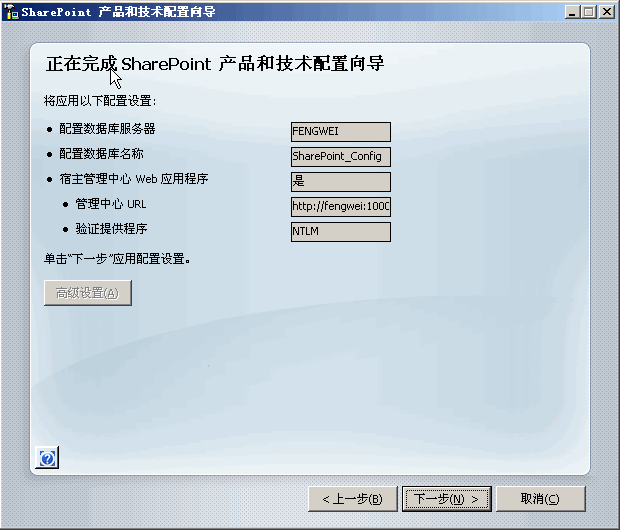 SharePoint 产品和技术配置向导
正在完成 SharePoint 产品和技术配置向导
将应用以下配置设置:
配置数据库服务器 FENGWEI
配置数据库名称 SharePoint_Config
宿主管理中心 Web 应用程序 是
管理中心 URL http://fengwei:1000
验证提供程序 NTLM
单击“下一步”应用配置设置。
高级设置(A)
< 上一步(B) 下一步(N) > 取消(C)